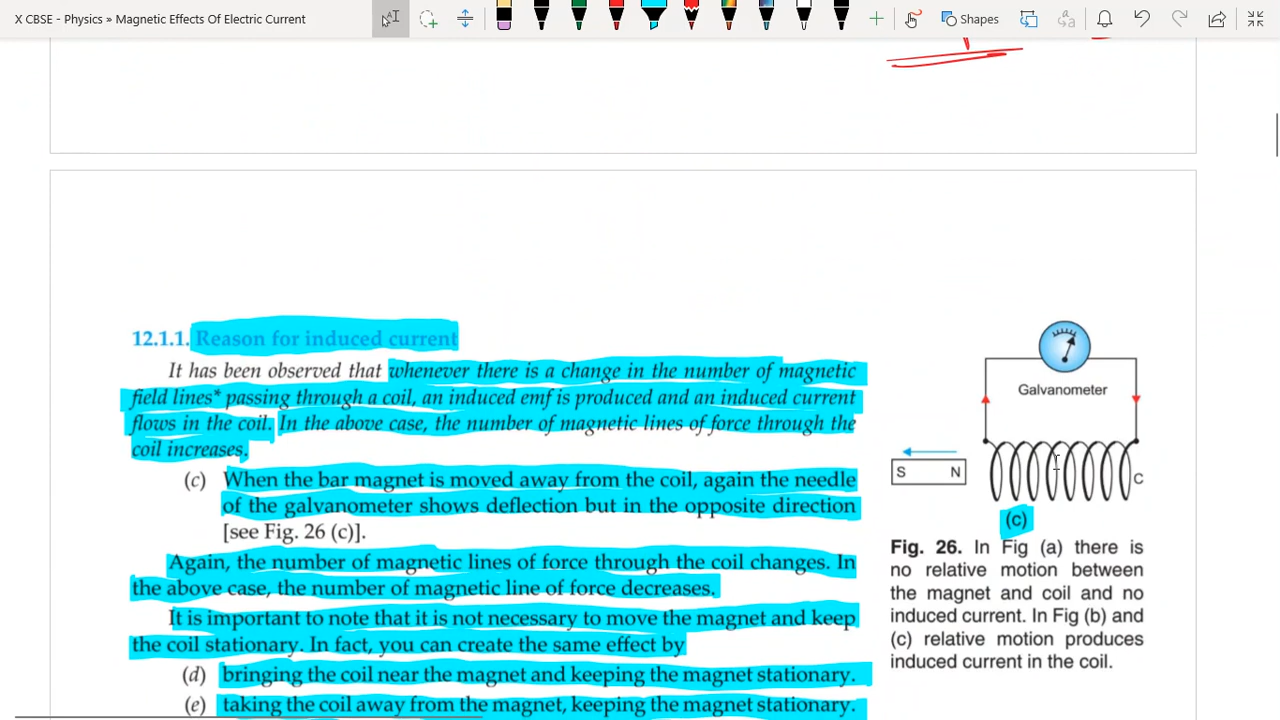 X CBSE - Physics » Magnetic Effects Of Electric Current
Shapes
12.1.1. Reason for induced current
It has been observed that whenever there is a change in the number of magnetic
field lines* passing through a coil, an induced emf is produced and an induced current
flows in the coil. In the above case, the number of magnetic lines of force through the
coil increases.
(c) When the bar magnet is moved away from the coil, again the needle
of the galvanometer shows deflection but in the opposite direction
[see Fig. 26 (c)].
Again, the number of magnetic lines of force through the coil changes. In
the above case, the number of magnetic line of force decreases.
It is important to note that it is not necessary to move the magnet and keep
the coil stationary. In fact, you can create the same effect by
(d) bringing the coil near the magnet and keeping the magnet stationary.
(e) taking the coil away from the magnet, keeping the magnet stationary.
Galvanometer
S N
C
(c)
Fig. 26. In Fig (a) there is
no relative motion between
the magnet and coil and no
induced current. In Fig (b) and
(c) relative motion produces
induced current in the coil.